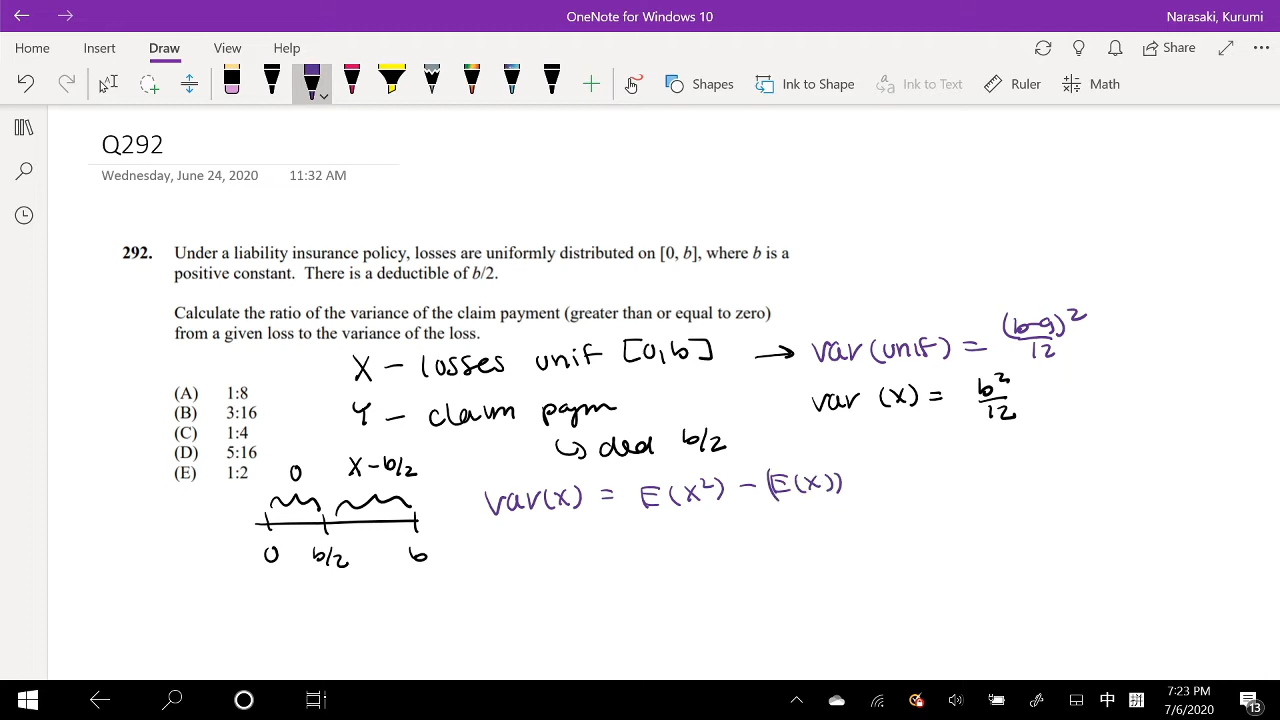 OneNote for Windows 10
Narasaki, Kurumi
Home Insert Draw View Help
Share
Shapes
Ink to Shape
Ink to Text
Ruler
Math
Q292
Wednesday, June 24, 2020 11:32 AM
292. Under a liability insurance policy, losses are uniformly distributed on [0, b], where b is a
positive constant. There is a deductible of b/2.
Calculate the ratio of the variance of the claim payment (greater than or equal to zero)
from a given loss to the variance of the loss.
(A) 1:8
(B) 3:16
(C) 1:4
(D) 5:16
(E) 1:2
X – losses unif [0,b] → var(unif) = (b-a)²/12
var (x) = b²/12
Y – claim paym
↳ ded b/2
0 X-b/2
0 b/2 b
var(x) = E(X²) - (E(X))
中 拼
7:23 PM
7/6/2020
13